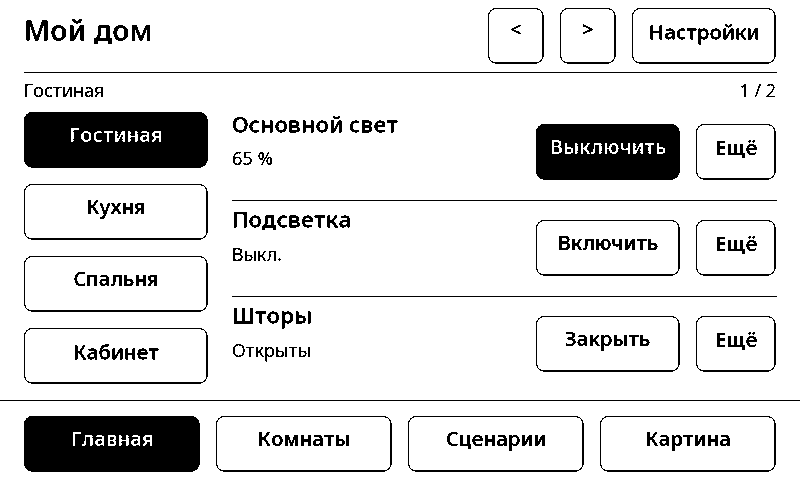 Мой дом
<
>
Настройки
Гостиная
1 / 2
Гостиная
Кухня
Спальня
Кабинет
Основной свет
65 %
Выключить
Ещё
Подсветка
Выкл.
Включить
Ещё
Шторы
Открыты
Закрыть
Ещё
Главная
Комнаты
Сценарии
Картина